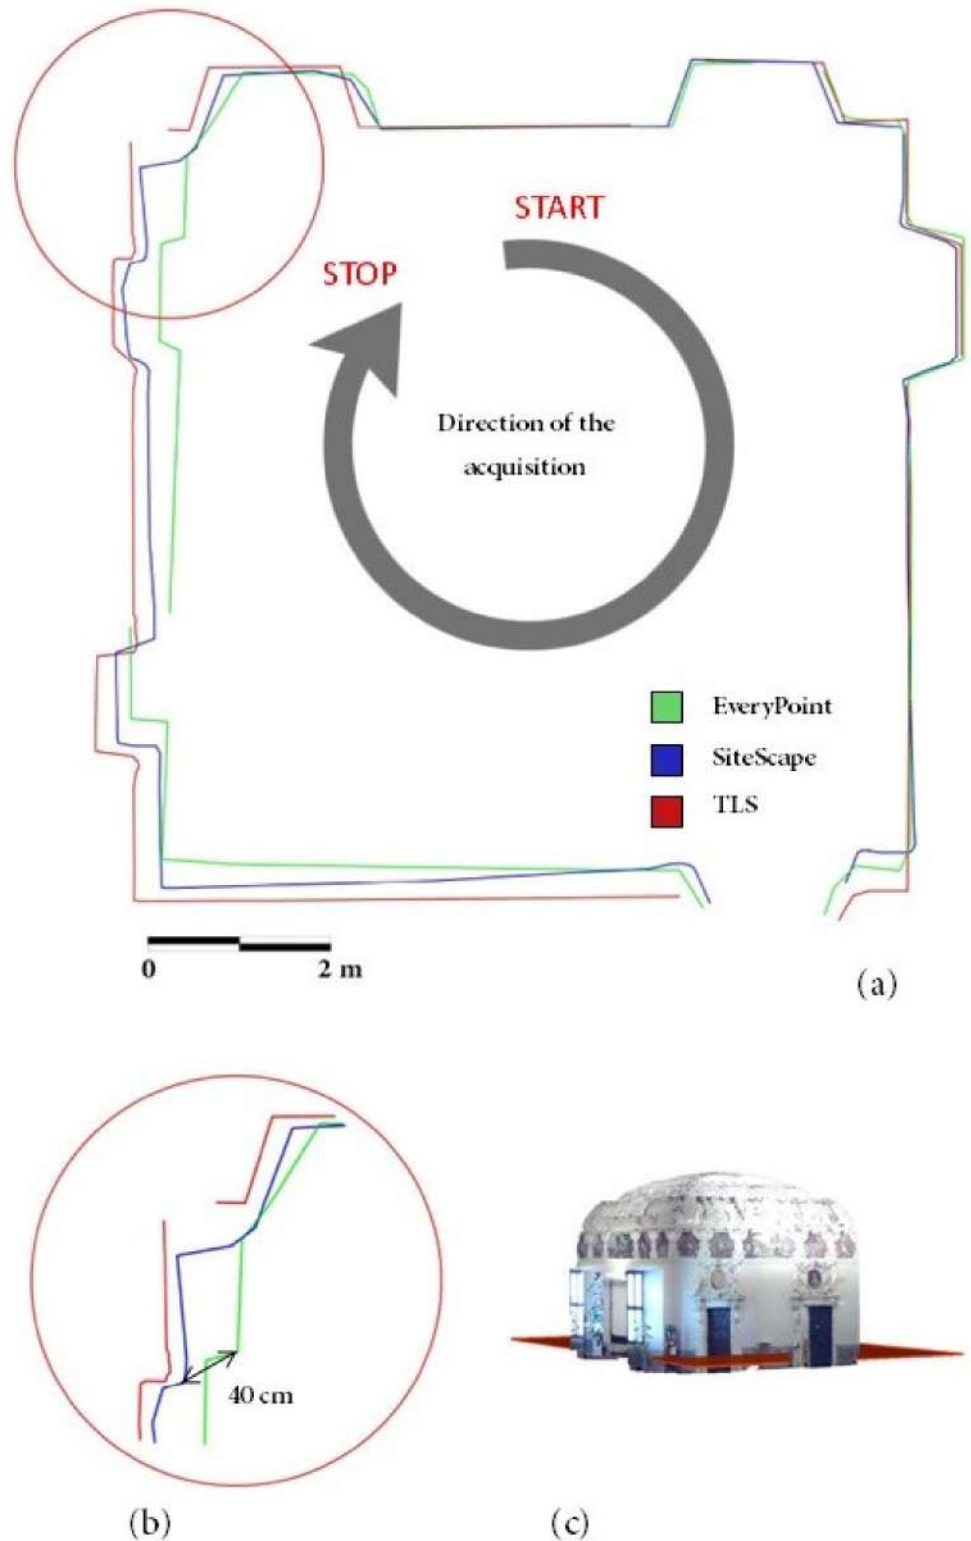 START
STOP
Direction of the
acquisition
EveryPoint
SiteScape
TLS
0 2 m
(a)
40 cm
(b) (c)